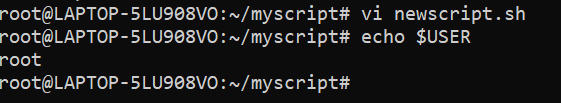 root@LAPTOP-5LU908VO:~/myscript# vi newscript.sh
root@LAPTOP-5LU908VO:~/myscript# echo $USER
root
root@LAPTOP-5LU908VO:~/myscript#